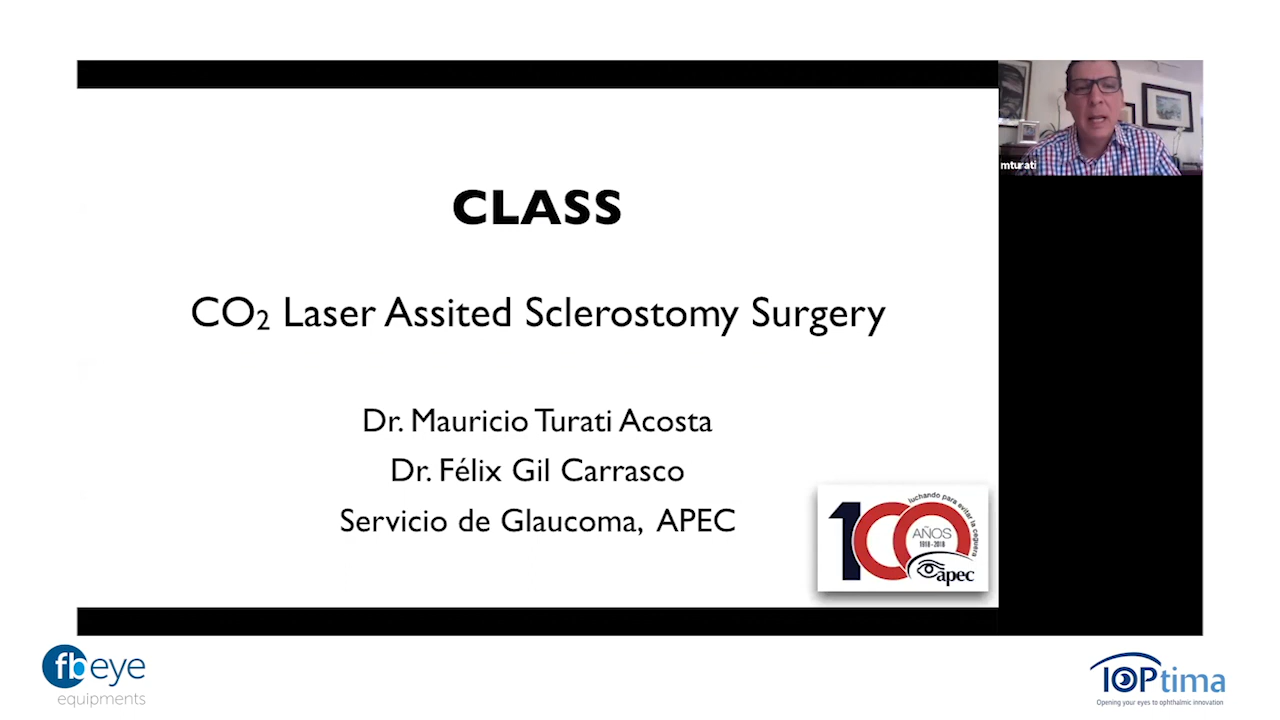 CLASS
CO₂ Laser Assited Sclerostomy Surgery
Dr. Mauricio Turati Acosta
Dr. Félix Gil Carrasco
Servicio de Glaucoma, APEC
luchando para evitar la ceguera
100
AÑOS
1918-2018
apec
mturati
fbeye
equipments
IOPtima
Opening your eyes to ophthalmic innovation